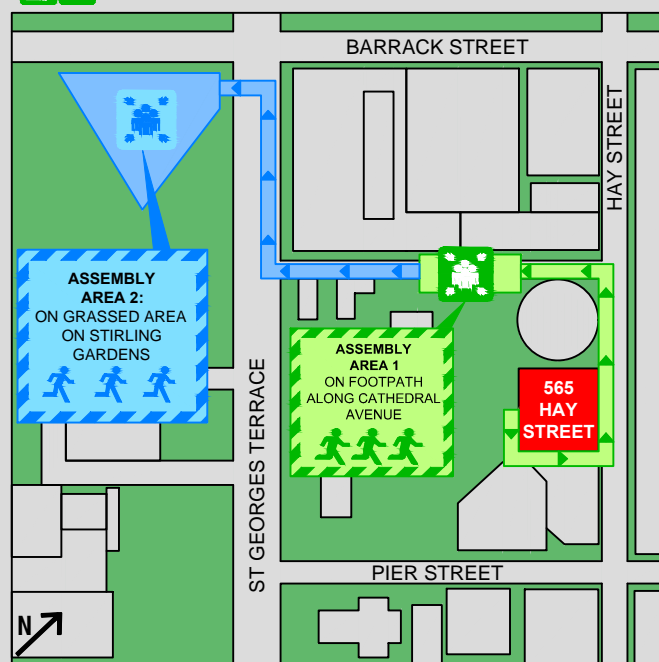 BARRACK STREET
HAY STREET
ASSEMBLY
AREA 2:
ON GRASSED AREA
ON STIRLING
GARDENS
ASSEMBLY
AREA 1
ON FOOTPATH
ALONG CATHEDRAL
AVENUE
565
HAY
STREET
ST GEORGES TERRACE
PIER STREET
N